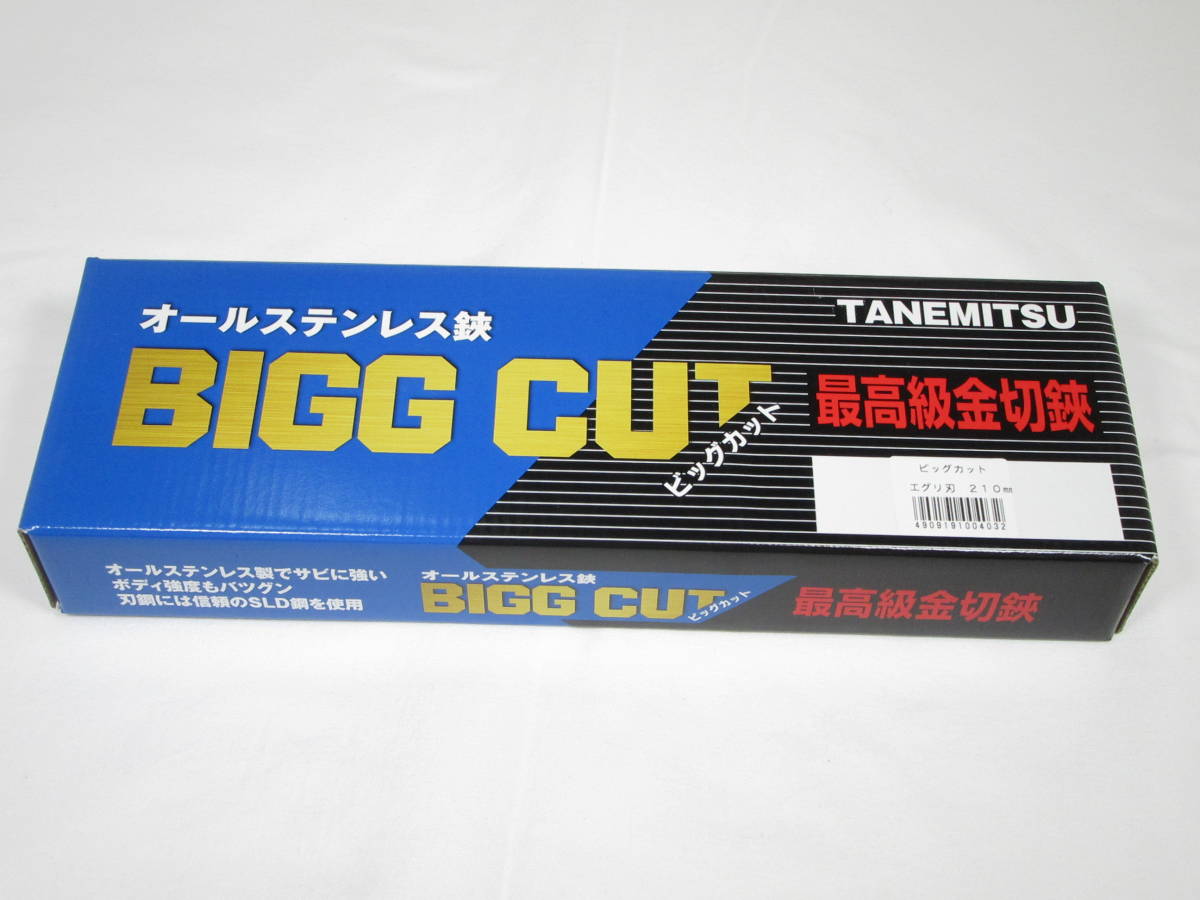 オールステンレス鋏
BIGG CUT
ビッグカット
TANEMITSU
最高級金切鋏
ビッグカット
エグリ刃 210㎜
4909191004032
オールステンレス製でサビに強い
ボディ強度もバツグン
刃鋼には信頼のSLD鋼を使用
オールステンレス鋏
BIGG CUT
ビッグカット
最高級金切鋏